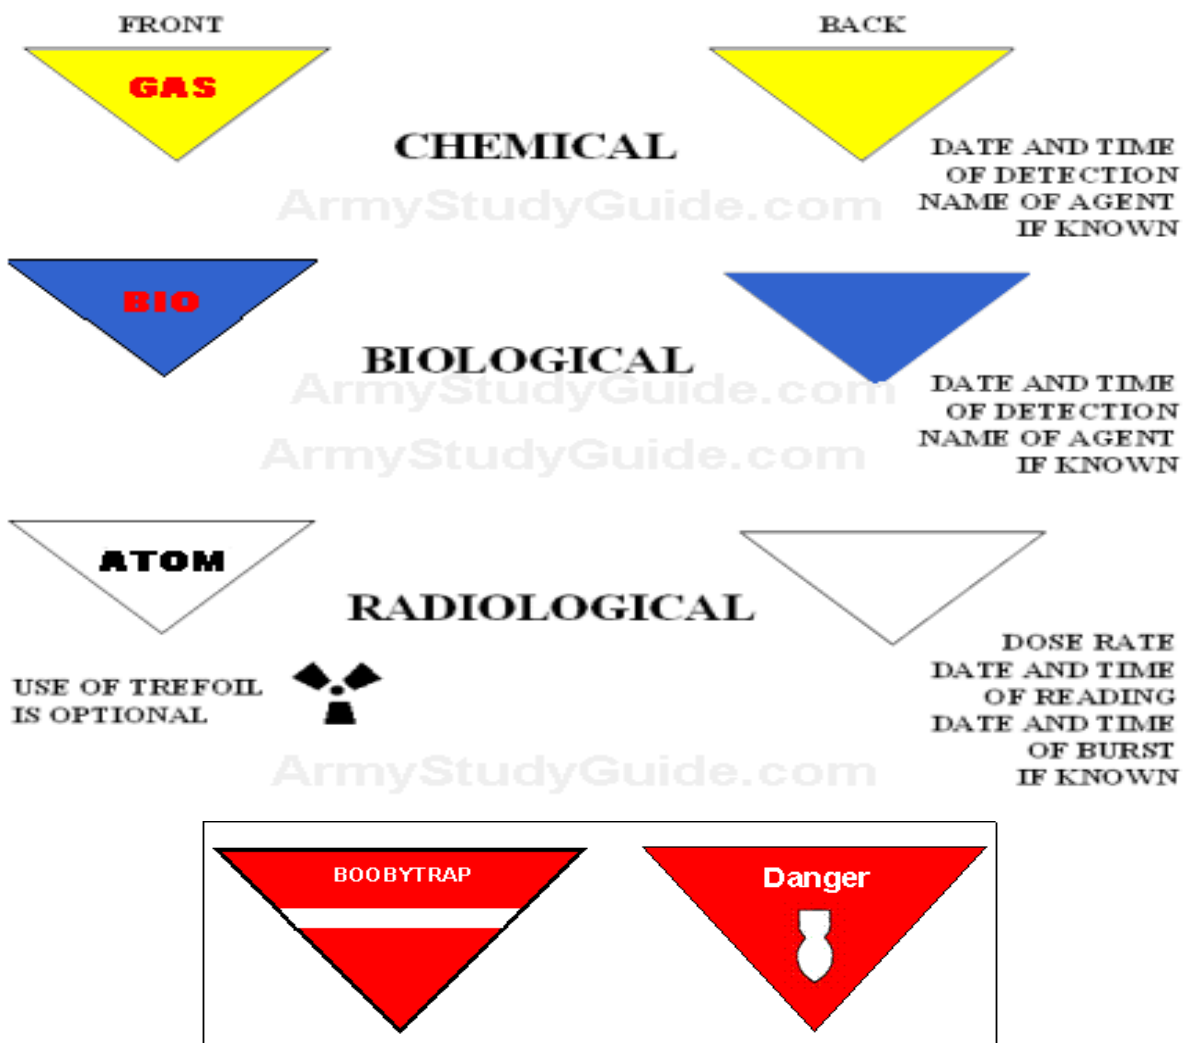 FRONT
BACK
GAS
CHEMICAL
DATE AND TIME
OF DETECTION
NAME OF AGENT
IF KNOWN
ArmyStudyGuide.com
BIO
BIOLOGICAL
ArmyStudyGuide.com
DATE AND TIME
OF DETECTION
NAME OF AGENT
IF KNOWN
ArmyStudyGuide.com
ATOM
RADIOLOGICAL
USE OF TREFOIL
IS OPTIONAL
DOSE RATE
DATE AND TIME
OF READING
DATE AND TIME
OF BURST
IF KNOWN
ArmyStudyGuide.com
BOOBYTRAP
Danger